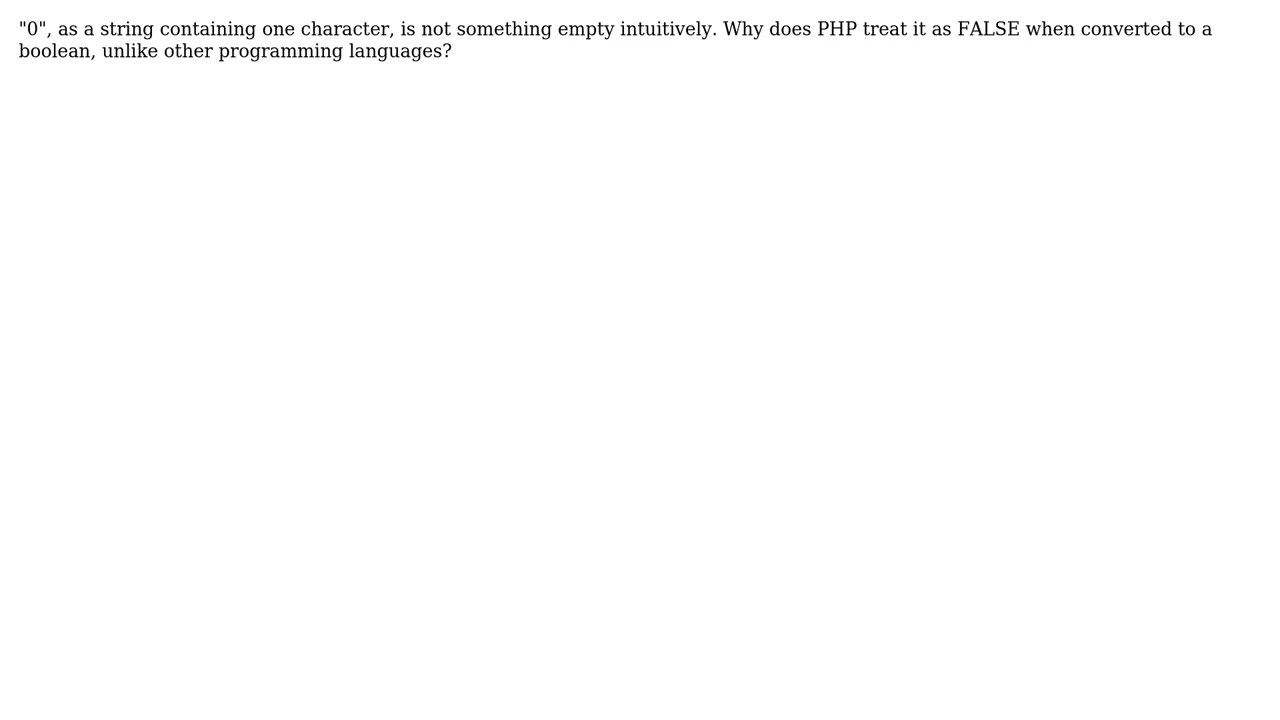 "0", as a string containing one character, is not something empty intuitively. Why does PHP treat it as FALSE when converted to a
boolean, unlike other programming languages?